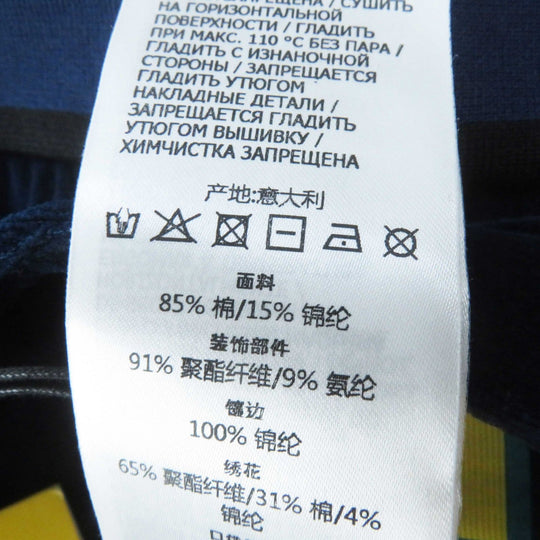 ЗАПРЕЩЕНА / СУШИТЬ
НА ГОРИЗОНТАЛЬНОЙ
ПОВЕРХНОСТИ / ГЛАДИТЬ
ПРИ МАКС. 110 °C БЕЗ ПАРА /
ГЛАДИТЬ С ИЗНАНОЧНОЙ
СТОРОНЫ / ЗАПРЕЩАЕТСЯ
ГЛАДИТЬ УТЮГОМ
НАКЛАДНЫЕ ДЕТАЛИ /
ЗАПРЕЩАЕТСЯ ГЛАДИТЬ
УТЮГОМ ВЫШИВКУ /
ХИМЧИСТКА ЗАПРЕЩЕНА
产地:意大利
面料
85% 棉/15% 锦纶
装饰部件
91% 聚酯纤维/9% 氨纶
镶边
100% 锦纶
绣花
65% 聚酯纤维/31% 棉/4%
锦纶